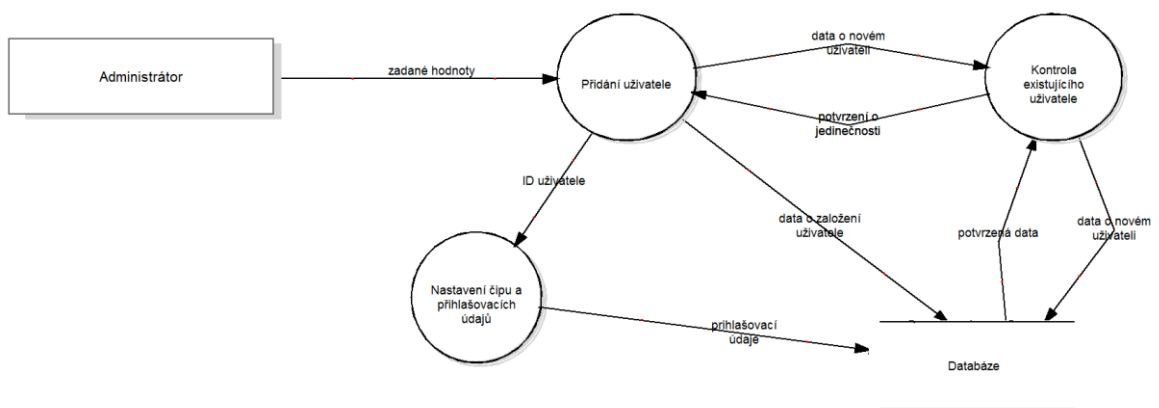 Administrátor
zadané hodnoty
Přidání uživatele
data o novém
uživateli
Kontrola
existujícího
uživatele
potvrzení o
jedinečnosti
ID uživatele
data o založení
uživatele
potvrzená data
data o novém
uživateli
Nastavení čipu a
přihlašovacích
údajů
prihlašovací
údaje
Databáze